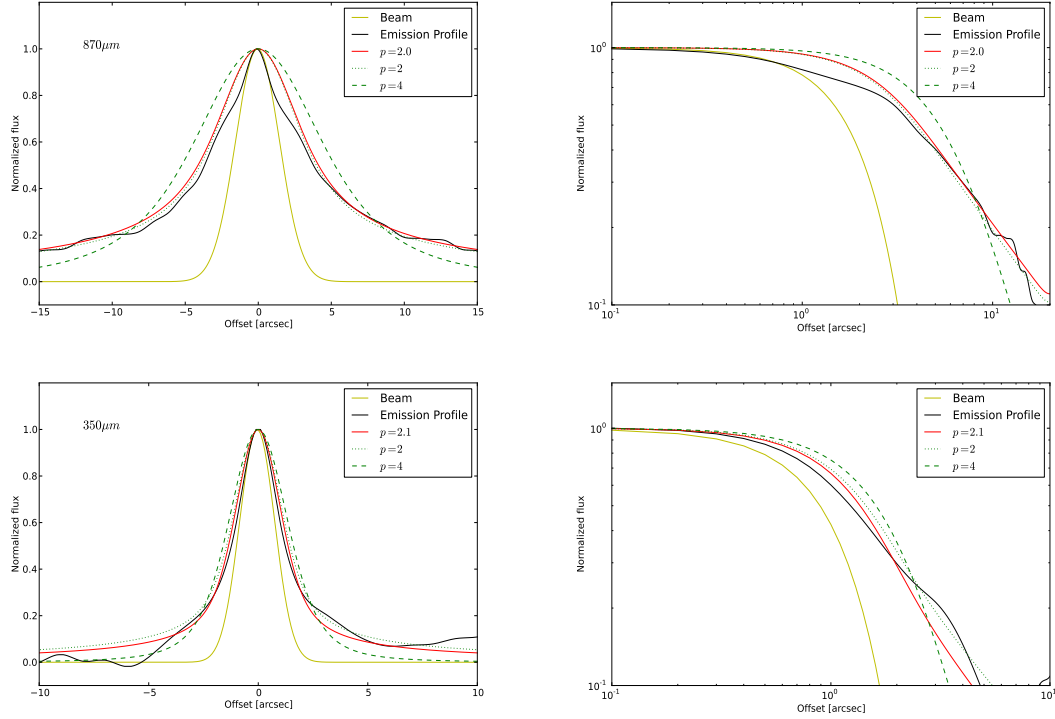 870μm
Beam
Emission Profile
p=2.0
p=2
p=4
Normalized flux
1.0
0.8
0.6
0.4
0.2
0.0
−15
−10
−5
0
5
10
15
Offset [arcsec]
Beam
Emission Profile
p=2.0
p=2
p=4
Normalized flux
10^0
10^-1
10^-1
10^0
10^1
Offset [arcsec]
350μm
Beam
Emission Profile
p=2.1
p=2
p=4
Normalized flux
1.0
0.8
0.6
0.4
0.2
0.0
−10
−5
0
5
10
Offset [arcsec]
Beam
Emission Profile
p=2.1
p=2
p=4
Normalized flux
10^0
10^-1
10^-1
10^0
10^1
Offset [arcsec]